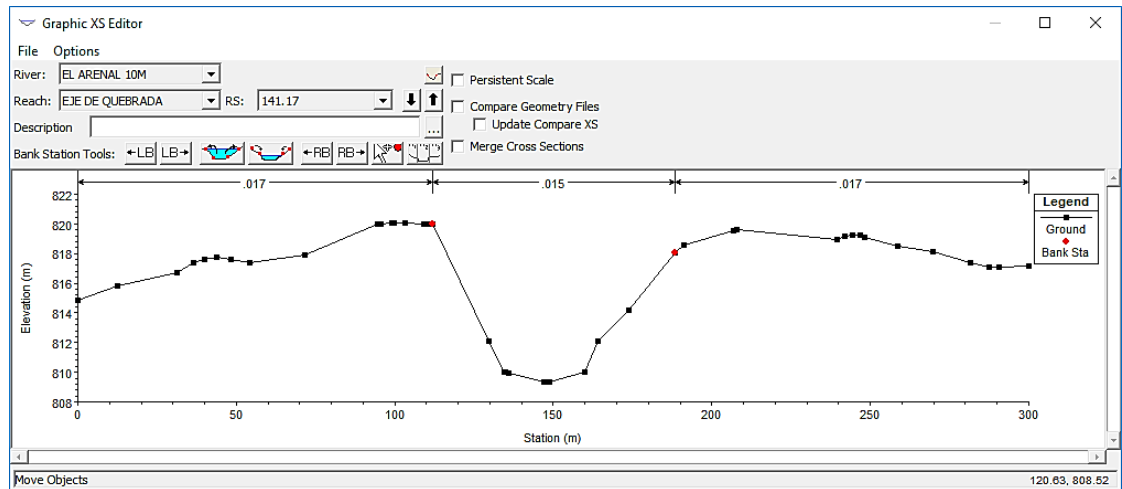 Graphic XS Editor
File Options
River: EL ARENAL 10M
Persistent Scale
Reach: EJE DE QUEBRADA RS: 141.17
Compare Geometry Files
Description ...
Update Compare XS
Bank Station Tools: LB LB RB RB
Merge Cross Sections
.017 .015 .017
822
820
818
816
814
812
810
808
Elevation (m)
0 50 100 150 200 250 300
Station (m)
Legend
Ground
Bank Sta
Move Objects 120.63, 808.52